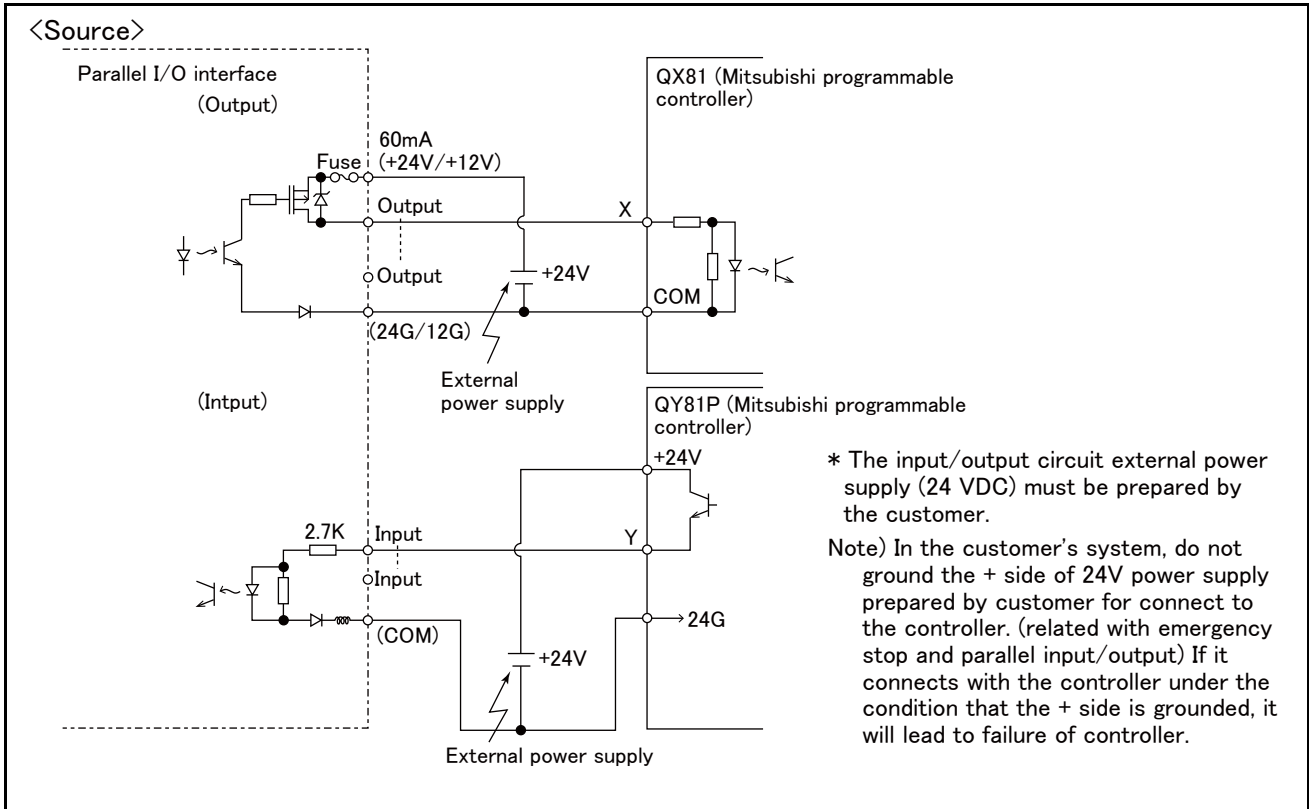 <Source>
Parallel I/O interface
(Output)
QX81 (Mitsubishi programmable
controller)
60mA
Fuse
(+24V/+12V)
Output
X
Output
+24V
COM
(24G/12G)
External
power supply
(Intput)
QY81P (Mitsubishi programmable
controller)
+24V
2.7K
Input
Y
Input
24G
(COM)
+24V
External power supply
* The input/output circuit external power
supply (24 VDC) must be prepared by
the customer.
Note) In the customer's system, do not
ground the + side of 24V power supply
prepared by customer for connect to
the controller. (related with emergency
stop and parallel input/output) If it
connects with the controller under the
condition that the + side is grounded, it
will lead to failure of controller.